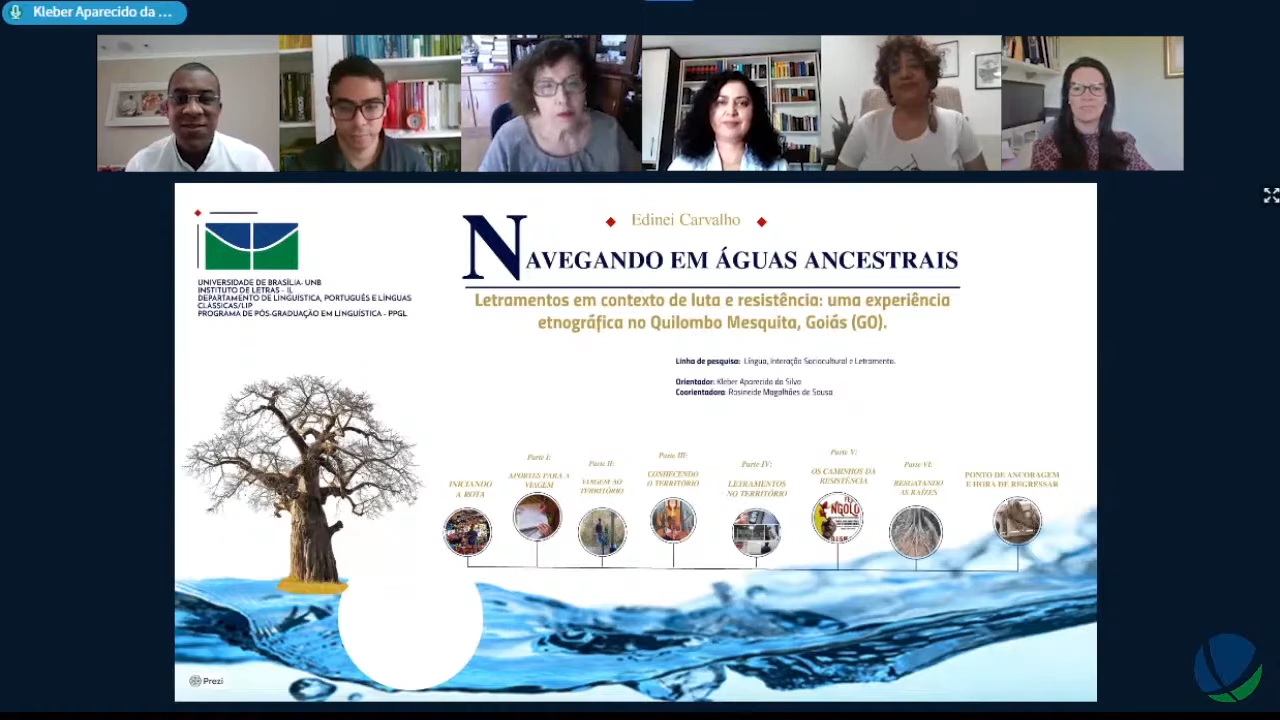 Kleber Aparecido da ...
UNIVERSIDADE DE BRASÍLIA- UNB
INSTITUTO DE LETRAS - IL
DEPARTAMENTO DE LINGUÍSTICA, PORTUGUÊS E LÍNGUAS
CLÁSSICAS/LIP
PROGRAMA DE PÓS-GRADUAÇÃO EM LINGUÍSTICA - PPGL
Edinei Carvalho
NAVEGANDO EM ÁGUAS ANCESTRAIS
Letramentos em contexto de luta e resistência: uma experiência
etnográfica no Quilombo Mesquita, Goiás (GO).
Linha de pesquisa: Língua, Interação Sociocultural e Letramento.
Orientador: Kleber Aparecido da Silva
Coorientadora: Rosineide Magalhães de Sousa
INICIANDO
A ROTA
Parte I:
APORTES PARA A
VIAGEM
Parte II:
VIAGEM AO
TERRITÓRIO
Parte III:
CONHECENDO
O TERRITÓRIO
Parte IV:
LETRAMENTOS
NO TERRITÓRIO
Parte V:
OS CAMINHOS DA
RESISTÊNCIA
NGOLO
Parte VI:
RESGATANDO
AS RAÍZES
PONTO DE ANCORAGEM
E HORA DE REGRESSAR
Prezi